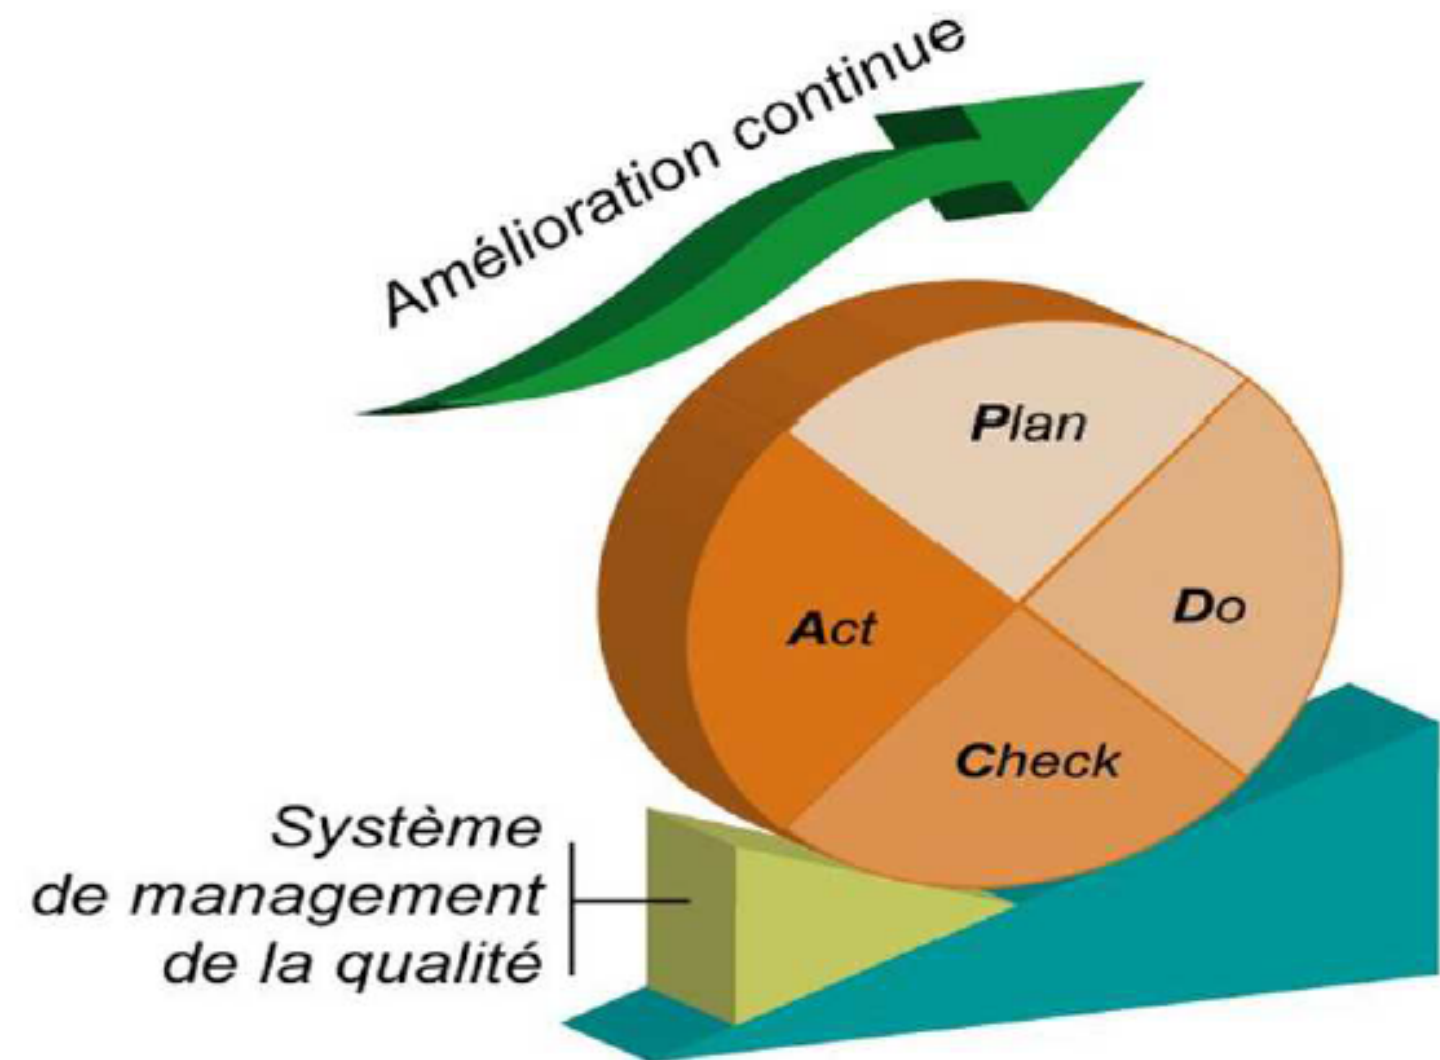 Amélioration continue
Plan
Do
Act
Check
Système
de management
de la qualité